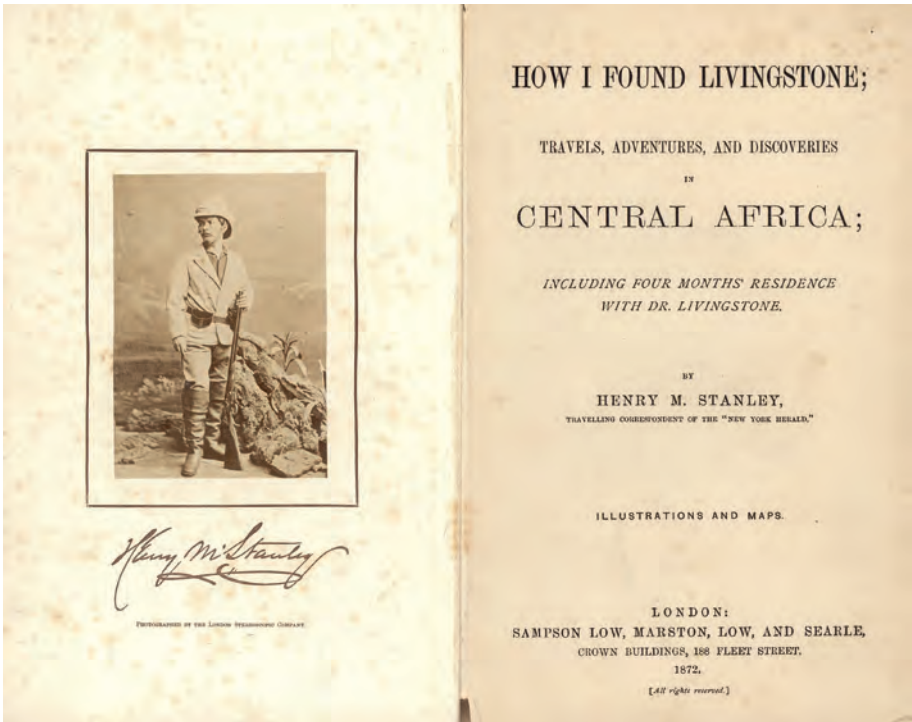 Henry M Stanley
PHOTOGRAPHED BY THE LONDON STEREOSCOPIC COMPANY.
HOW I FOUND LIVINGSTONE;
TRAVELS, ADVENTURES, AND DISCOVERIES
IN
CENTRAL AFRICA;
INCLUDING FOUR MONTHS' RESIDENCE
WITH DR. LIVINGSTONE.
BY
HENRY M. STANLEY,
TRAVELLING CORRESPONDENT OF THE "NEW YORK HERALD."
ILLUSTRATIONS AND MAPS.
LONDON:
SAMPSON LOW, MARSTON, LOW, AND SEARLE,
CROWN BUILDINGS, 188 FLEET STREET.
1872.
[All rights reserved.]